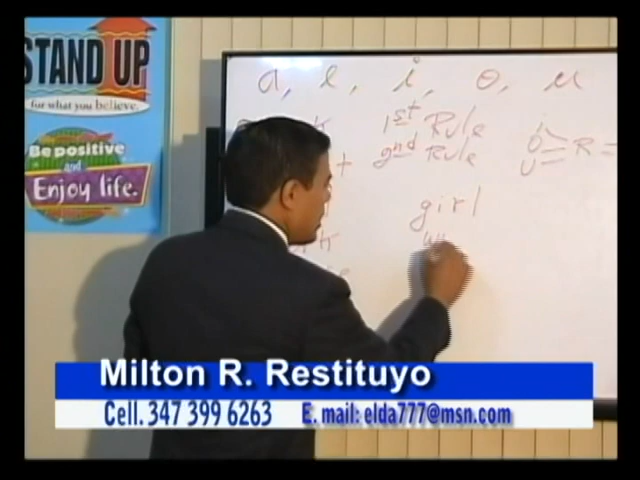 STAND UP
for what you believe.
Be positive
and
Enjoy life.
a, e, i, o, u
1st Rule
2nd Rule
girl
Milton R. Restituyo
Cell. 347 399 6263 E. mail: elda777@msn.com